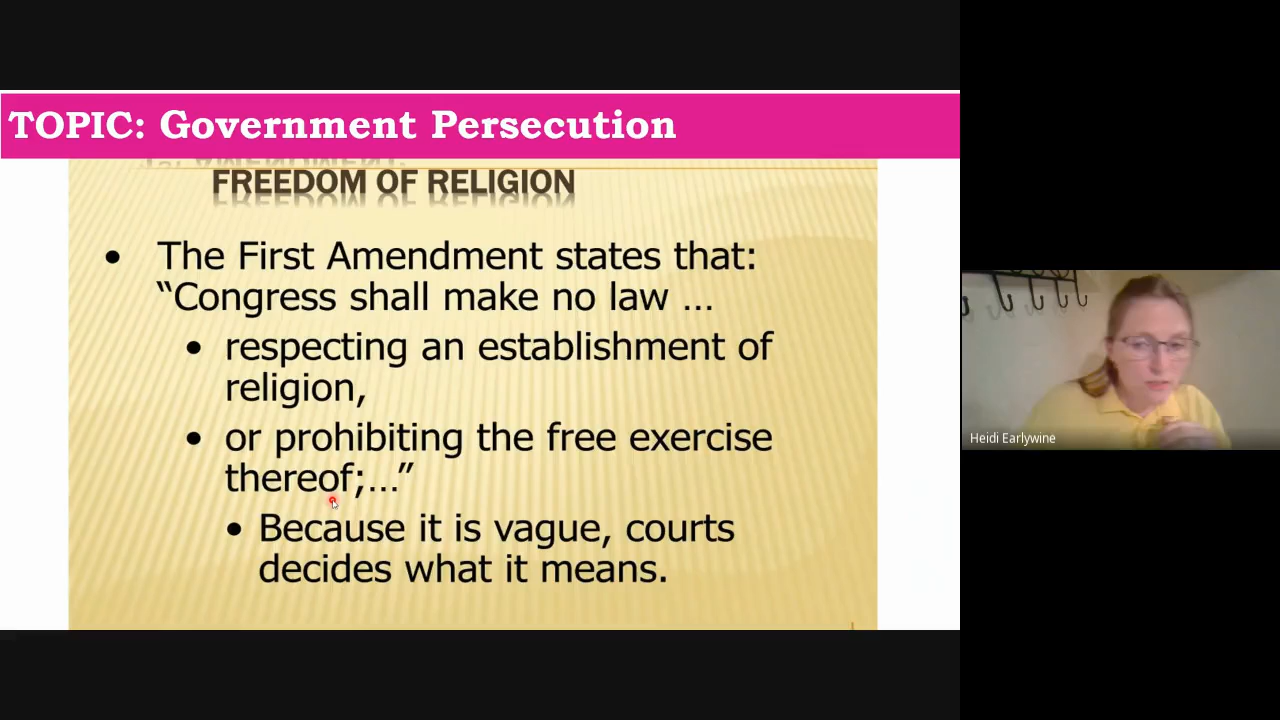 TOPIC: Government Persecution
FREEDOM OF RELIGION
• The First Amendment states that:
“Congress shall make no law …
• respecting an establishment of
religion,
• or prohibiting the free exercise
thereof;…”
• Because it is vague, courts
decides what it means.
Heidi Earlywine